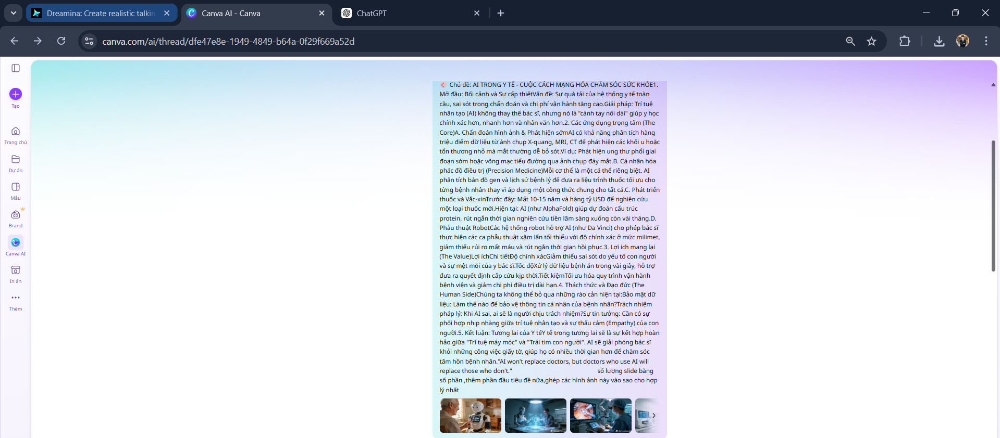 Dreamina: Create realistic talkin
Canva AI - Canva
ChatGPT
canva.com/ai/thread/dfe47e8e-1949-4849-b64a-0f29f669a52d
Tạo
Trang chủ
Dự án
Mẫu
Brand
Canva AI
In ấn
Thêm
Chủ đề: AI TRONG Y TẾ - CUỘC CÁCH MẠNG HÓA CHĂM SÓC SỨC KHỎE1.
Mở đầu: Bối cảnh và Sự cấp thiếtVấn đề: Sự quá tải của hệ thống y tế toàn
cầu, sai sót trong chẩn đoán và chi phí vận hành tăng cao.Giải pháp: Trí tuệ
nhân tạo (AI) không thay thế bác sĩ, nhưng nó là "cánh tay nối dài" giúp y học
chính xác hơn, nhanh hơn và nhân văn hơn.2. Các ứng dụng trọng tâm (The
Core)A. Chẩn đoán hình ảnh & Phát hiện sớmAI có khả năng phân tích hàng
triệu điểm dữ liệu từ ảnh chụp X-quang, MRI, CT để phát hiện các khối u hoặc
tổn thương nhỏ mà mắt thường dễ bỏ sót.Ví dụ: Phát hiện ung thư phổi giai
đoạn sớm hoặc võng mạc tiểu đường qua ảnh chụp đáy mắt.B. Cá nhân hóa
phác đồ điều trị (Precision Medicine)Mỗi cơ thể là một cá thể riêng biệt. AI
phân tích bản đồ gen và lịch sử bệnh lý để đưa ra liệu trình thuốc tối ưu cho
từng bệnh nhân thay vì áp dụng một công thức chung cho tất cả.C. Phát triển
thuốc và Vắc-xinTrước đây: Mất 10-15 năm và hàng tỷ USD để nghiên cứu
một loại thuốc mới.Hiện tại: AI (như AlphaFold) giúp dự đoán cấu trúc
protein, rút ngắn thời gian nghiên cứu tiền lâm sàng xuống còn vài tháng.D.
Phẫu thuật RobotCác hệ thống robot hỗ trợ AI (như Da Vinci) cho phép bác sĩ
thực hiện các ca phẫu thuật xâm lấn tối thiểu với độ chính xác ở mức milimet,
giảm thiểu rủi ro mất máu và rút ngắn thời gian hồi phục.3. Lợi ích mang lại
(The Value)Lợi íchChi tiếtĐộ chính xácGiảm thiểu sai sót do yếu tố con người
và sự mệt mỏi của y bác sĩ.Tốc độXử lý dữ liệu bệnh án trong vài giây, hỗ trợ
đưa ra quyết định cấp cứu kịp thời.Tiết kiệmTối ưu hóa quy trình vận hành
bệnh viện và giảm chi phí điều trị dài hạn.4. Thách thức và Đạo đức (The
Human Side)Chúng ta không thể bỏ qua những rào cản hiện tại:Bảo mật dữ
liệu: Làm thế nào để bảo vệ thông tin cá nhân của bệnh nhân?Trách nhiệm
pháp lý: Khi AI sai, ai sẽ là người chịu trách nhiệm?Sự tin tưởng: Cần có sự
phối hợp nhịp nhàng giữa trí tuệ nhân tạo và sự thấu cảm (Empathy) của con
người.5. Kết luận: Tương lai của Y tếY tế trong tương lai sẽ là sự kết hợp hoàn
hảo giữa "Trí tuệ máy móc" và "Trái tim con người". AI sẽ giải phóng bác sĩ
khỏi những công việc giấy tờ, giúp họ có nhiều thời gian hơn để chăm sóc
tâm hồn bệnh nhân."AI won't replace doctors, but doctors who use AI will
replace those who don't." số lượng slide bằng
số phần ,thêm phần đầu tiêu đề nữa,ghép các hình ảnh này vào sao cho hợp
lý nhất